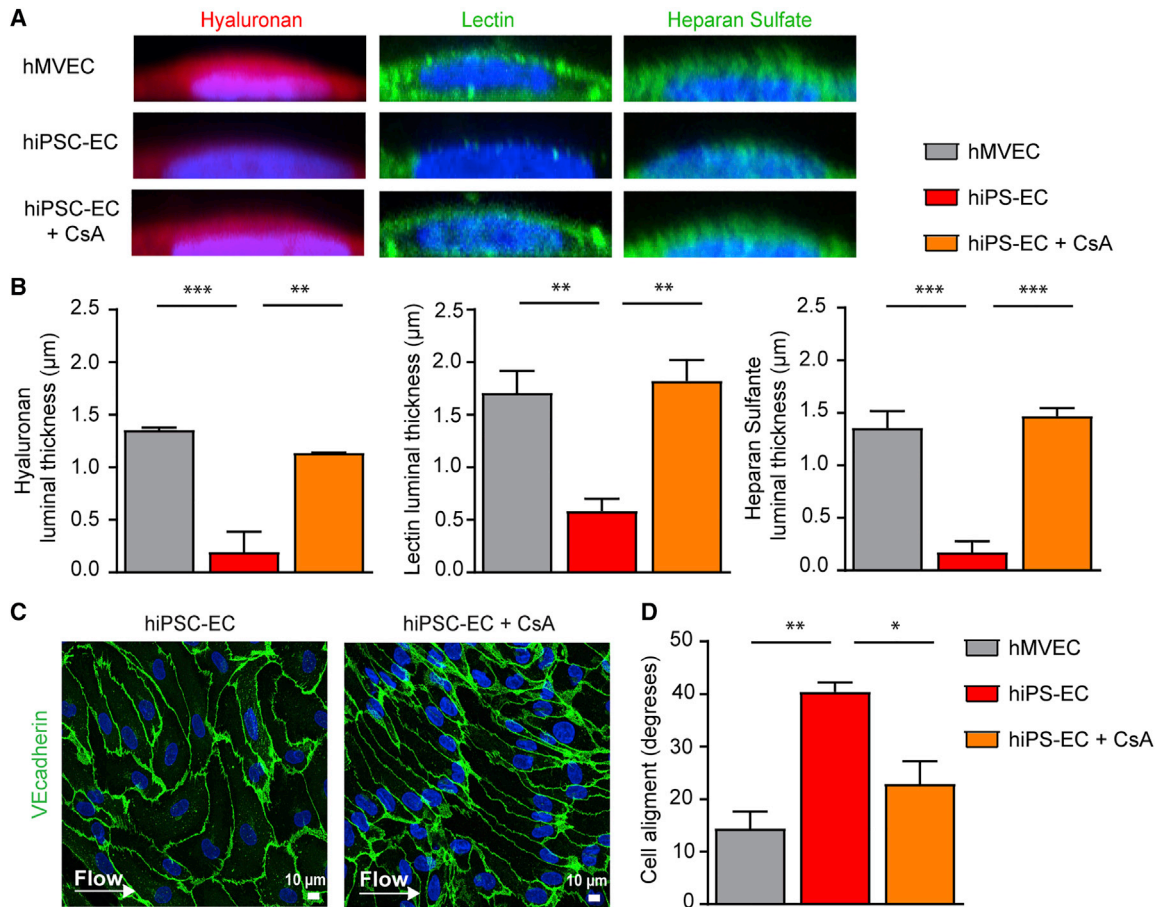 A
Hyaluronan
Lectin
Heparan Sulfate
hMVEC
hiPSC-EC
hiPSC-EC
+ CsA
hMVEC
hiPS-EC
hiPS-EC + CsA
B
Hyaluronan
luminal thickness (µm)
2.5
2.0
1.5
1.0
0.5
0.0
***
**
Lectin luminal thickness (µm)
2.5
2.0
1.5
1.0
0.5
0.0
**
**
Heparan Sulfante
luminal thickness (µm)
2.5
2.0
1.5
1.0
0.5
0.0
***
***
C
hiPSC-EC
hiPSC-EC + CsA
VEcadherin
Flow
10 µm
Flow
10 µm
D
Cell aligment (degreses)
50
40
30
20
10
0
**
*
hMVEC
hiPS-EC
hiPS-EC + CsA